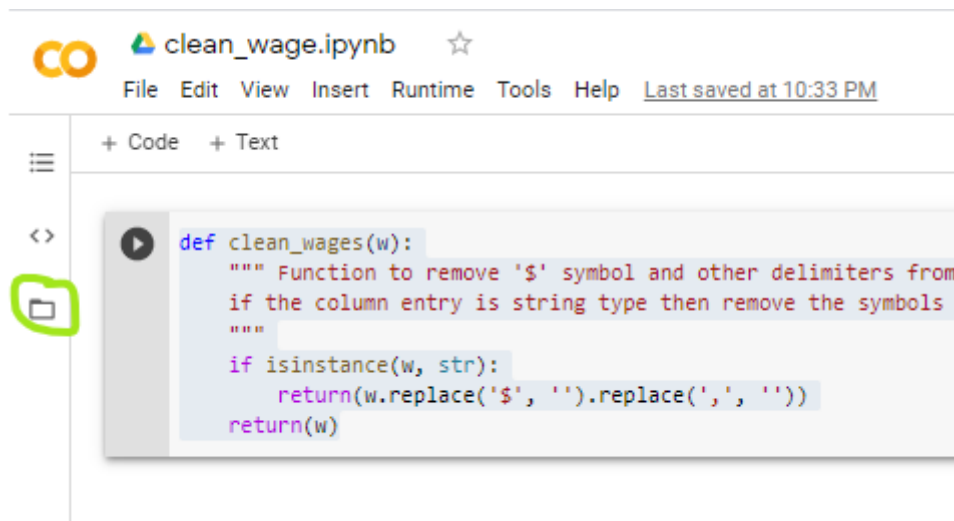 clean_wage.ipynb
File Edit View Insert Runtime Tools Help Last saved at 10:33 PM
+ Code + Text
def clean_wages(w):
""" Function to remove '$' symbol and other delimiters from
if the column entry is string type then remove the symbols
"""
if isinstance(w, str):
return(w.replace('$', '').replace(',', ''))
return(w)